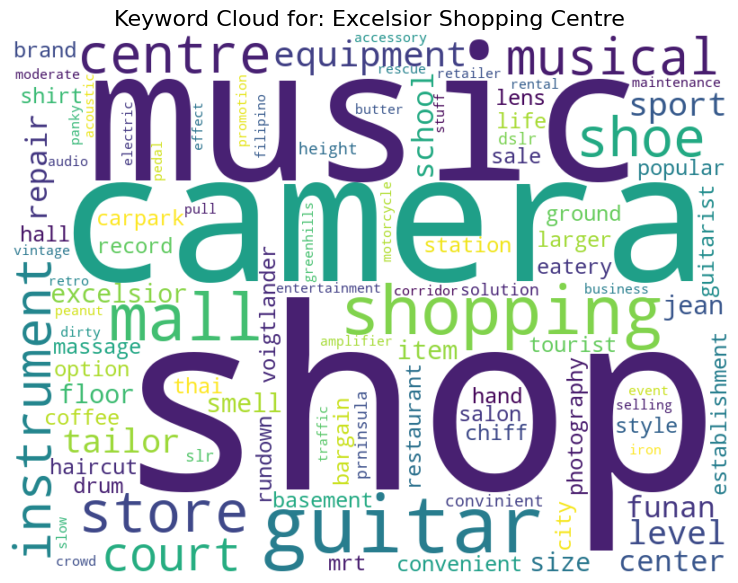 Keyword Cloud for: Excelsior Shopping Centre
accessory
brand
centre
equipment
musical
moderate
rescue
retailer
rental
maintenance
shirt
panky
acoustic
music
electric
pedal
effect
promotion
filipino
butter
height
school
stuff
lens
life
dslr
sale
sport
shoe
popular
audio
repair
hall
vintage
camera
carpark
pull
record
greenhills
motorcycle
station
ground
larger
eatery
guitarist
retro
excelsior
peanut
dirty
massage
option
mall
voigtlander
entertainment
corridor
solution
business
shopping
jean
amplifier
item
tourist
instrument
floor
coffee
tailor
haircut
drum
thai
smell
slr
shop
rundown
traffic
bargain
prninsula
restaurant
hand
salon
chiff
photography
event
selling
style
iron
establishment
store
basement
convinient
guitar
city
funan
level
slow
crowd
court
mrt
convenient
size
center